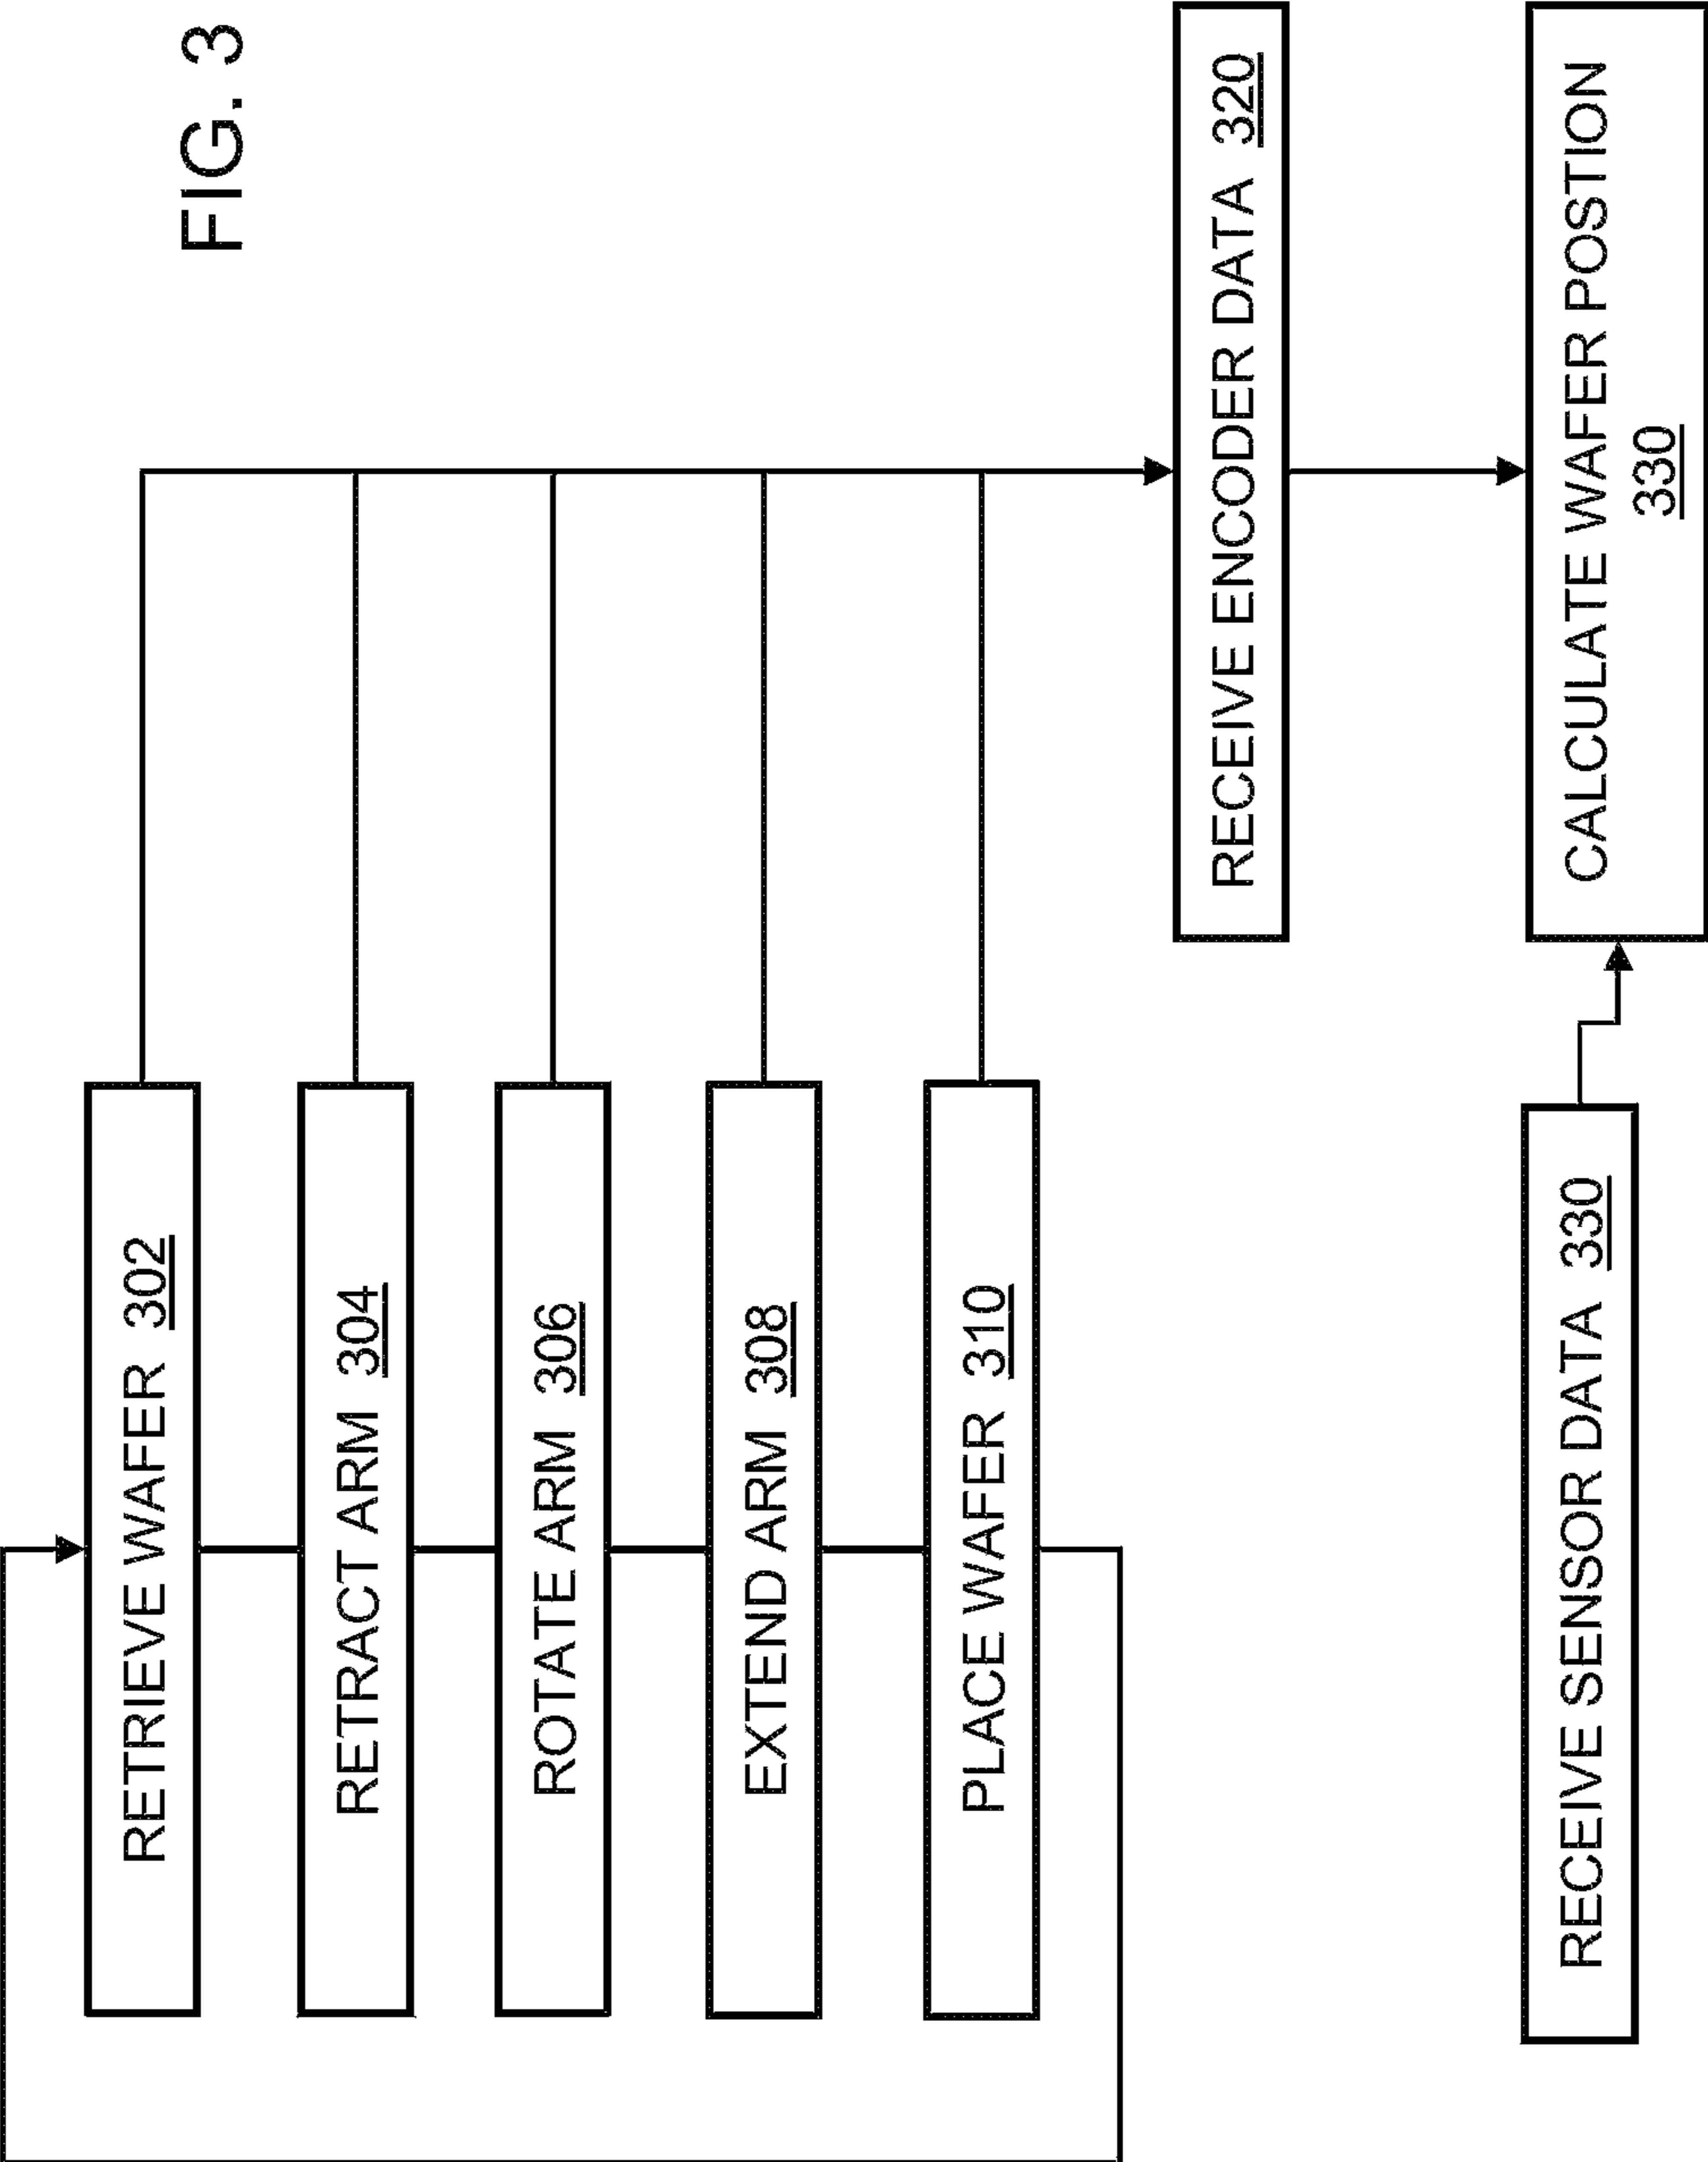 FIG. 3
RETRIEVE WAFER 302
RETRACT ARM 304
ROTATE ARM 306
EXTEND ARM 308
PLACE WAFER 310
RECEIVE ENCODER DATA 320
RECEIVE SENSOR DATA 330
CALCULATE WAFER POSTION
330